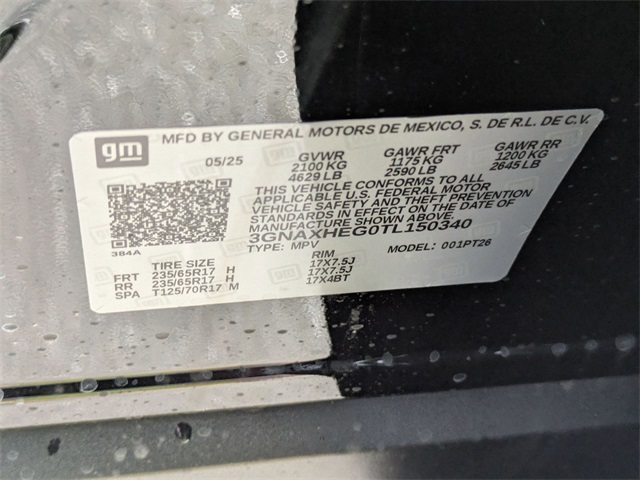 gm
MFD BY GENERAL MOTORS DE MEXICO, S. DE R.L. DE C.V.
05/25 GVWR GAWR FRT GAWR RR
2100 KG 1175 KG 1200 KG
4629 LB 2590 LB 2645 LB
THIS VEHICLE CONFORMS TO ALL
APPLICABLE U.S. FEDERAL MOTOR
VEHICLE SAFETY AND THEFT PREVENTION
STANDARDS IN EFFECT ON THE DATE OF
MANUFACTURE SHOWN ABOVE.
3GNAXHEG0TL150340
384A
TYPE: MPV MODEL: 001PT26
TIRE SIZE RIM
FRT 235/65R17 H 17X7.5J
RR 235/65R17 H 17X7.5J
SPA T125/70R17 M 17X4BT